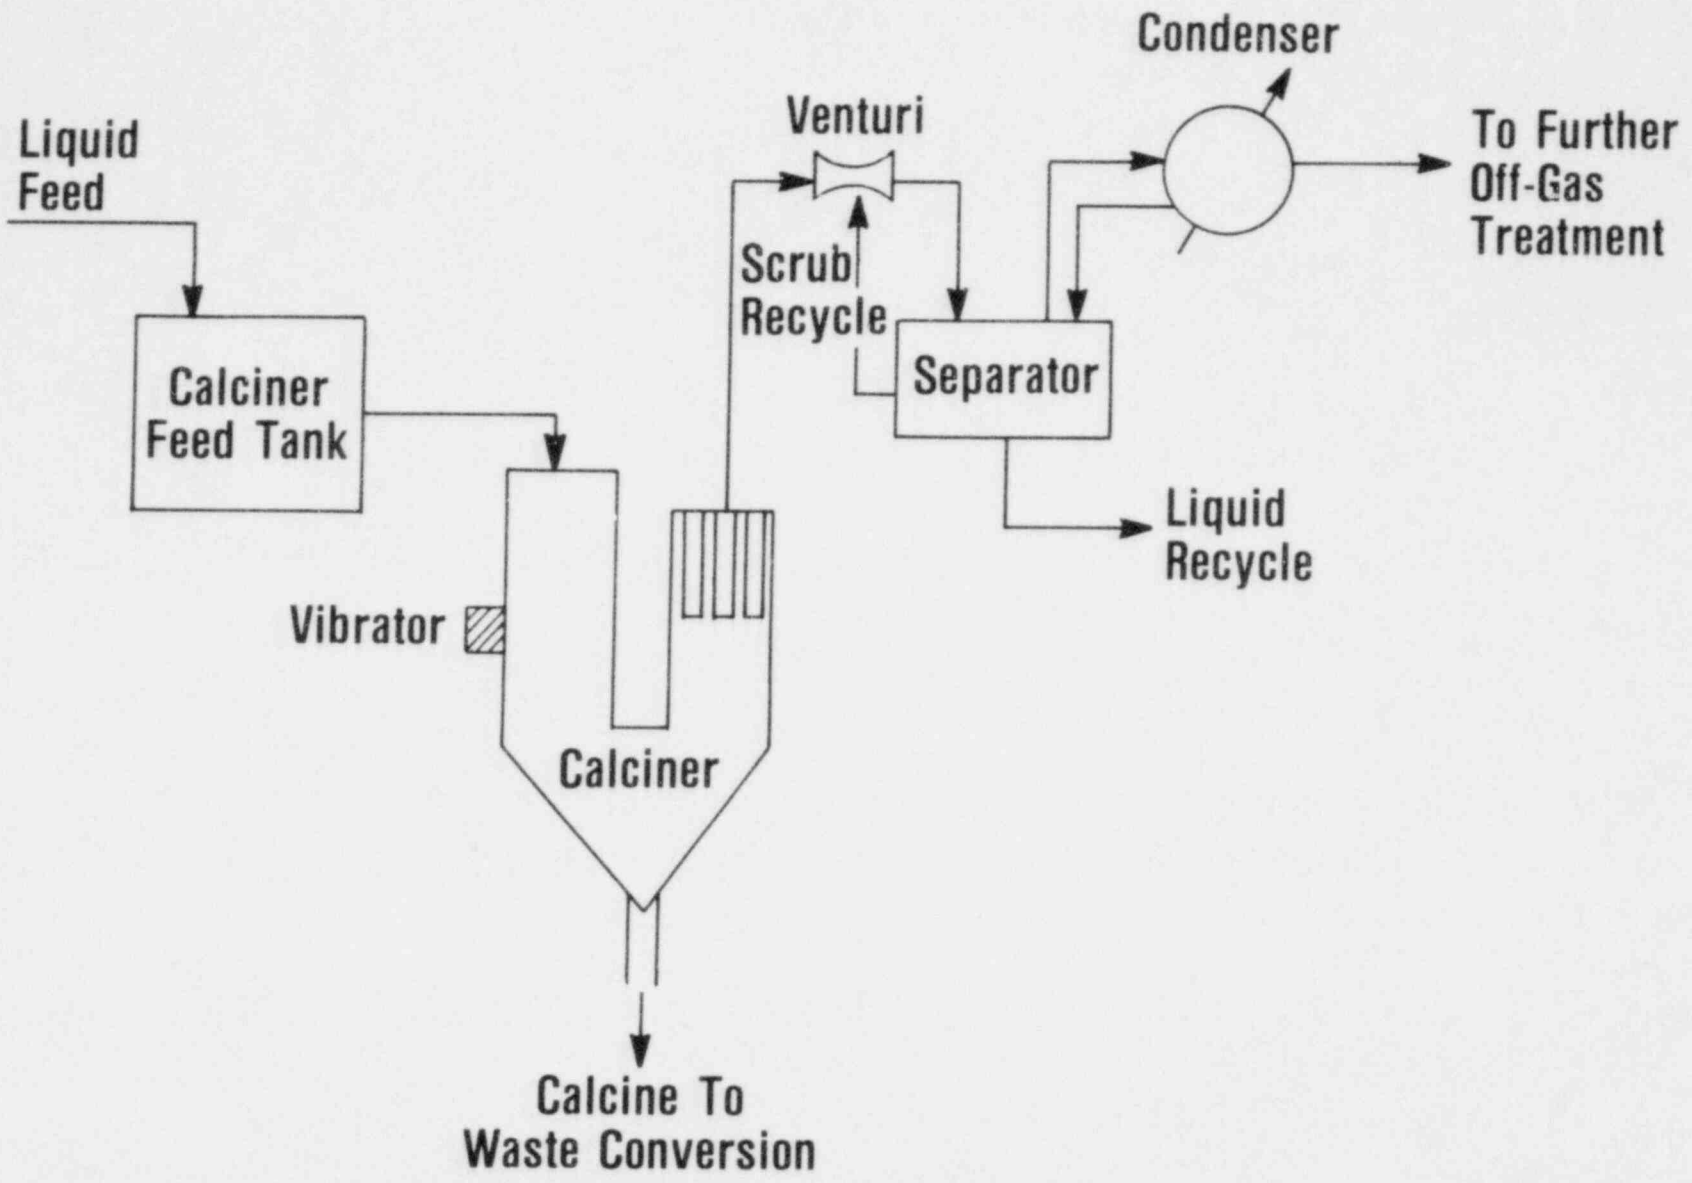 Condenser
Venturi
Liquid
Feed
To Further
Off-Gas
Treatment
Scrub
Recycle
Calciner
Feed Tank
Separator
Liquid
Recycle
Vibrator
Calciner
Calcine To
Waste Conversion